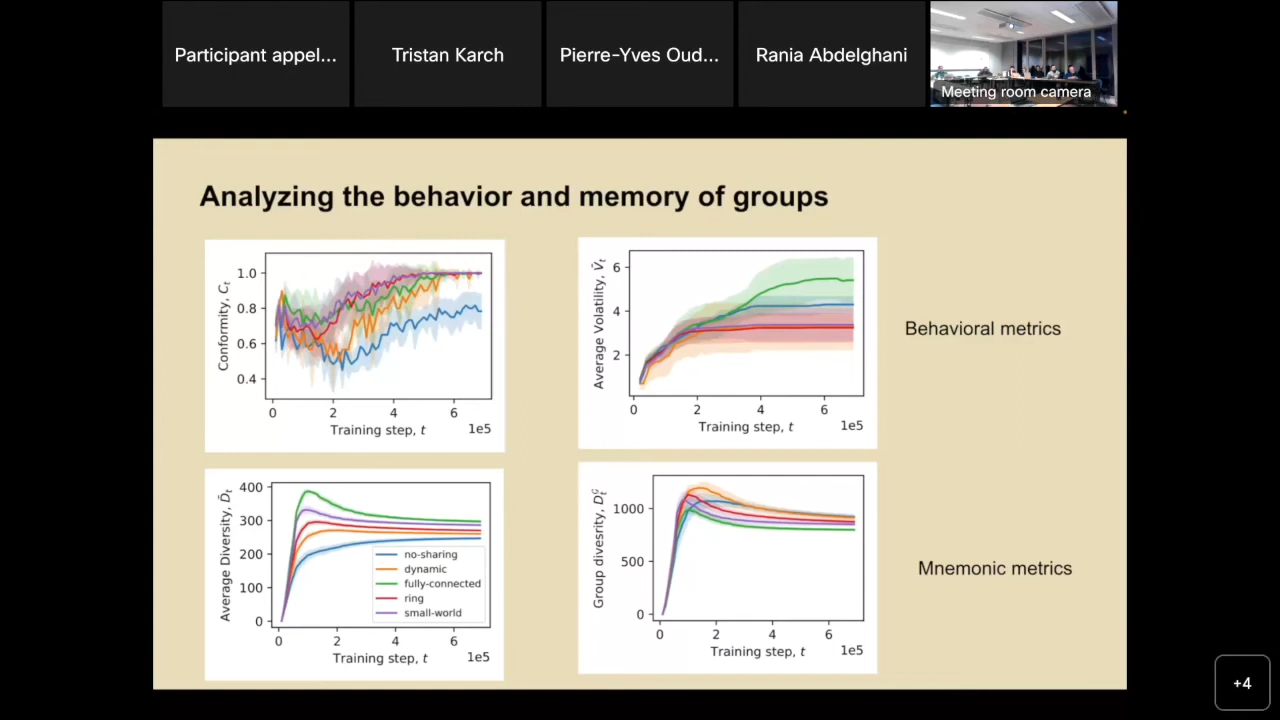 Participant appel...
Tristan Karch
Pierre-Yves Oud...
Rania Abdelghani
Meeting room camera
Analyzing the behavior and memory of groups
Conformity, C_t
1.0
0.8
0.6
0.4
0 2 4 6
Training step, t 1e5
Average Volatility, V̄_t
6
4
2
0 2 4 6
Training step, t 1e5
Behavioral metrics
Average Diversity, D̄_t
400
300
200
100
0
no-sharing
dynamic
fully-connected
ring
small-world
0 2 4 6
Training step, t 1e5
Group divesrity, D_t^G
1000
500
0
0 2 4 6
Training step, t 1e5
Mnemonic metrics
+4